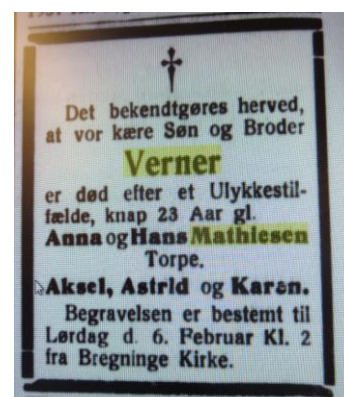 Det bekendtgøres herved,
at vor kære Søn og Broder
Verner
er død efter et Ulykkestil-
fælde, knap 23 Aar gl.
Anna og Hans Mathiesen
Torpe.
Aksel, Astrid og Karen.
Begravelsen er bestemt til
Lørdag d. 6. Februar Kl. 2
fra Bregninge Kirke.